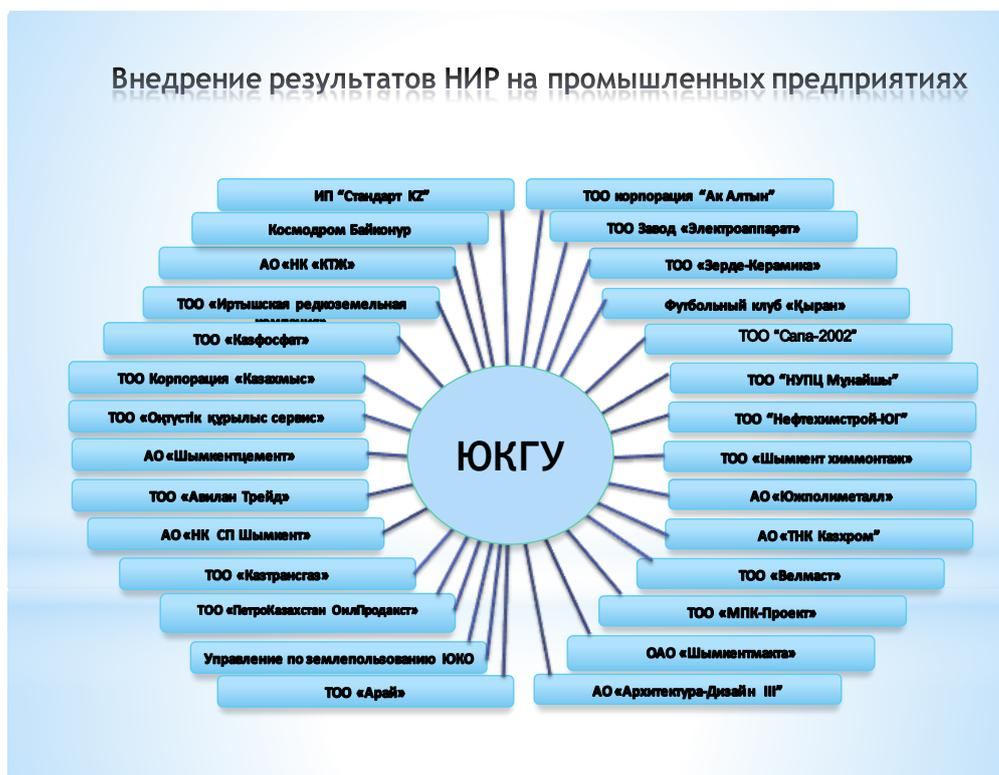 Внедрение результатов НИР на промышленных предприятиях
ИП “Стандарт KZ”
Космодром Байконур
АО «НК «КТЖ»
ТОО «Иртышская редкоземельная
компания»
ТОО «Казфосфат»
ТОО Корпорация «Казахмыс»
ТОО «Оңтүстік құрылыс сервис»
АО «Шымкентцемент»
ТОО «Авилан Трейд»
АО «НК СП Шымкент»
ТОО «Казтрансгаз»
ТОО «ПетроКазахстан ОилПродакст»
Управление по землепользованию ЮКО
ТОО «Арай»
ЮКГУ
ТОО корпорация “Ак Алтын”
ТОО Завод «Электроаппарат»
ТОО «Зерде-Керамика»
Футбольный клуб «Қыран»
ТОО “Сапа-2002”
ТОО “НУПЦ Мұнайшы”
ТОО “Нефтехимстрой-ЮГ”
ТОО «Шымкент химмонтаж»
АО «Южполиметалл»
АО «ТНК Казхром”
ТОО «Велмаст»
ТОО «МПК-Проект»
ОАО «Шымкентмакта»
АО «Архитектура-Дизайн III”